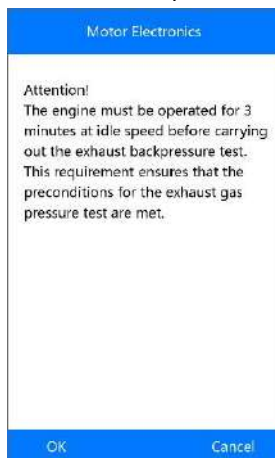 Motor Electronics
Attention!
The engine must be operated for 3
minutes at idle speed before carrying
out the exhaust backpressure test.
This requirement ensures that the
preconditions for the exhaust gas
pressure test are met.
OK
Cancel